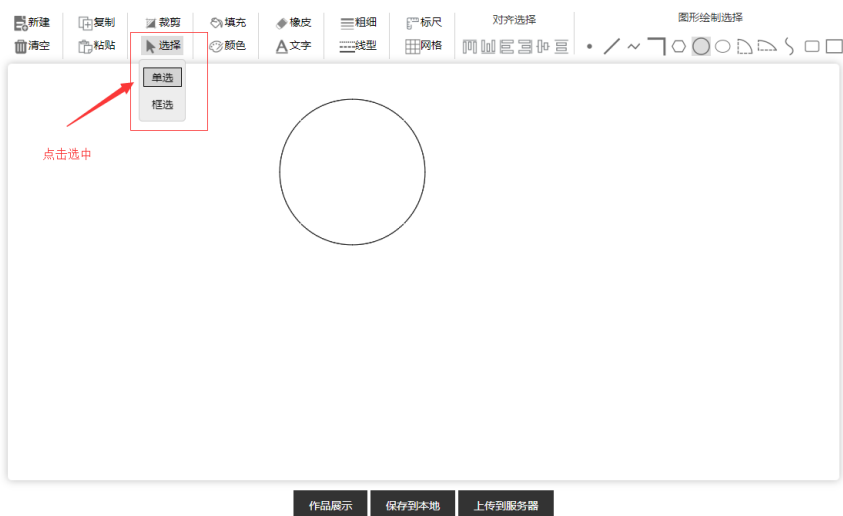 新建 复制 裁剪 填充 橡皮 粗细 标尺 对齐选择 图形绘制选择
清空 粘贴 选择 颜色 A文字 线型 网格
单选
框选
点击选中
作品展示 保存到本地 上传到服务器